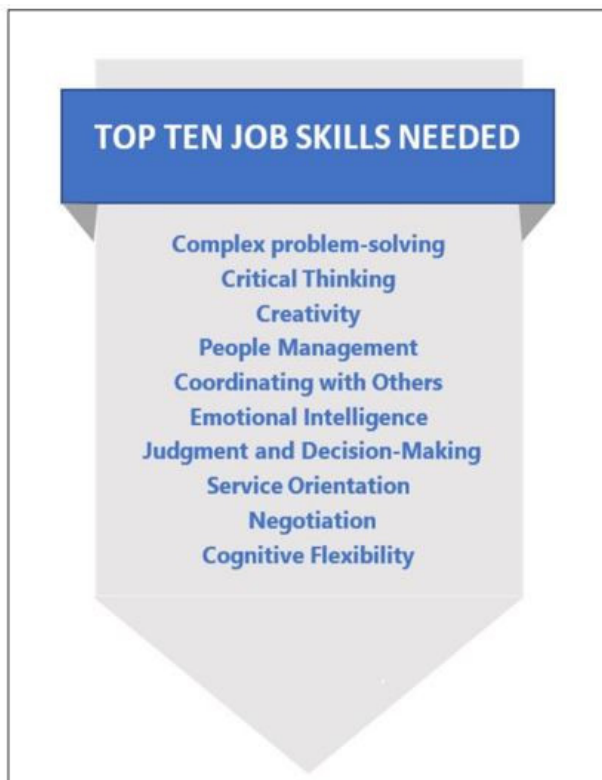 TOP TEN JOB SKILLS NEEDED
Complex problem-solving
Critical Thinking
Creativity
People Management
Coordinating with Others
Emotional Intelligence
Judgment and Decision-Making
Service Orientation
Negotiation
Cognitive Flexibility